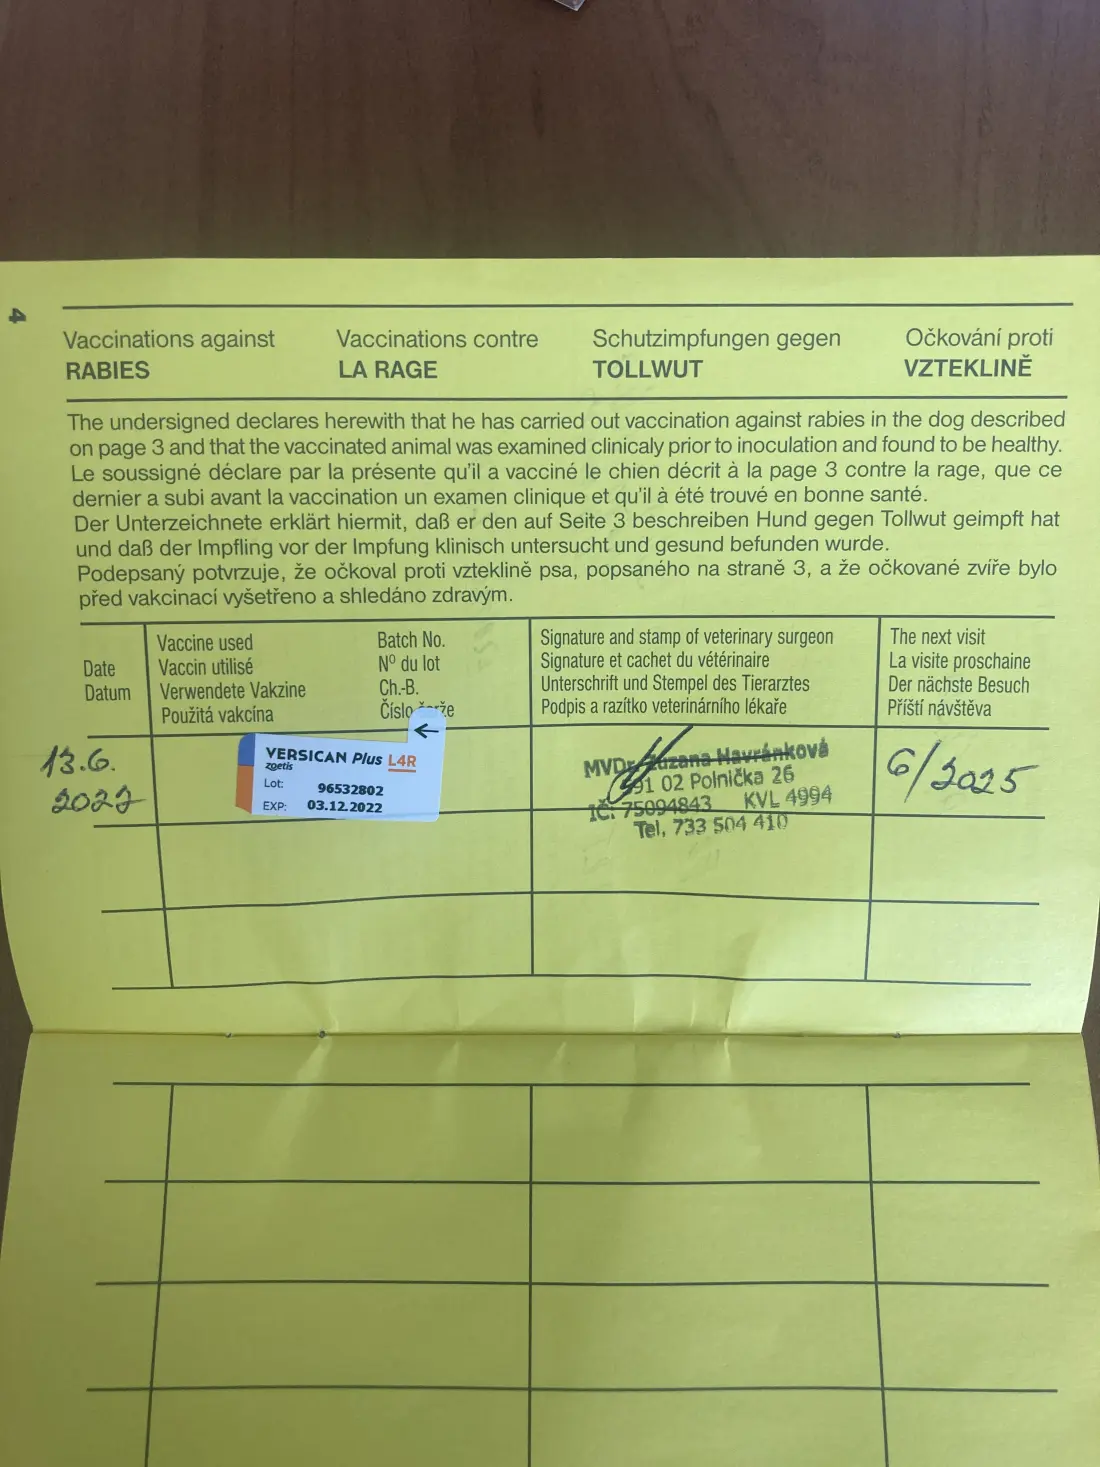 4
Vaccinations against
RABIES
Vaccinations contre
LA RAGE
Schutzimpfungen gegen
TOLLWUT
Očkování proti
VZTEKLINĚ
The undersigned declares herewith that he has carried out vaccination against rabies in the dog described
on page 3 and that the vaccinated animal was examined clinicaly prior to inoculation and found to be healthy.
Le soussigné déclare par la présente qu'il a vacciné le chien décrit à la page 3 contre la rage, que ce
dernier a subi avant la vaccination un examen clinique et qu'il à été trouvé en bonne santé.
Der Unterzeichnete erklärt hiermit, daß er den auf Seite 3 beschreiben Hund gegen Tollwut geimpft hat
und daß der Impfling vor der Impfung klinisch untersucht und gesund befunden wurde.
Podepsaný potvrzuje, že očkoval proti vzteklině psa, popsaného na straně 3, a že očkované zvíře bylo
před vakcinací vyšetřeno a shledáno zdravým.
Date
Datum
Vaccine used
Vaccin utilisé
Verwendete Vakzine
Použitá vakcína
Batch No.
Nº du lot
Ch.-B.
Číslo šarže
Signature and stamp of veterinary surgeon
Signature et cachet du vétérinaire
Unterschrift und Stempel des Tierarztes
Podpis a razítko veterinárního lékaře
The next visit
La visite proschaine
Der nächste Besuch
Příští návštěva
13.6.
2022
VERSICAN Plus L4R
zoetis
Lot: 96532802
EXP: 03.12.2022
MVDr. Zuzana Havránková
591 02 Polnička 26
IČ: 75094843 KVL 4994
Tel, 733 504 410
6/2025